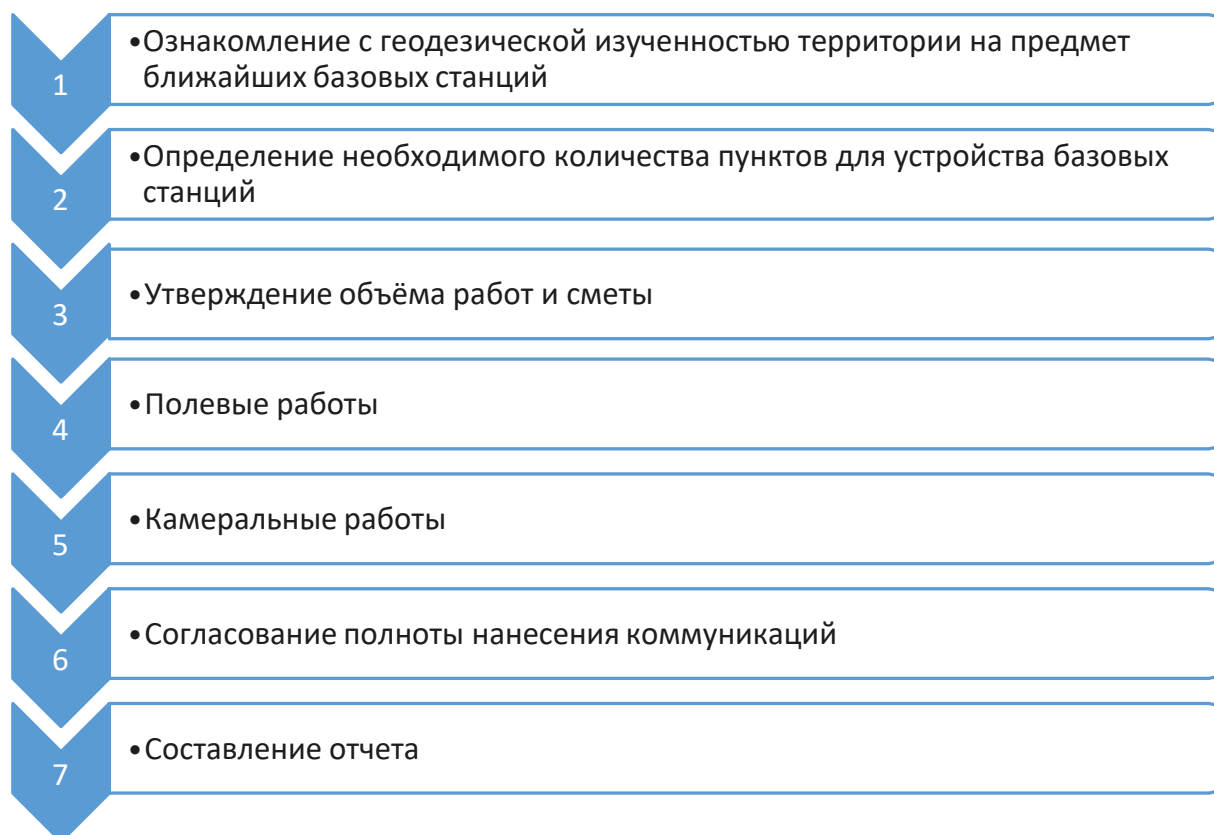 1
•Ознакомление с геодезической изученностью территории на предмет
ближайших базовых станций
2
•Определение необходимого количества пунктов для устройства базовых
станций
3
•Утверждение объёма работ и сметы
4
•Полевые работы
5
•Камеральные работы
6
•Согласование полноты нанесения коммуникаций
7
•Составление отчета